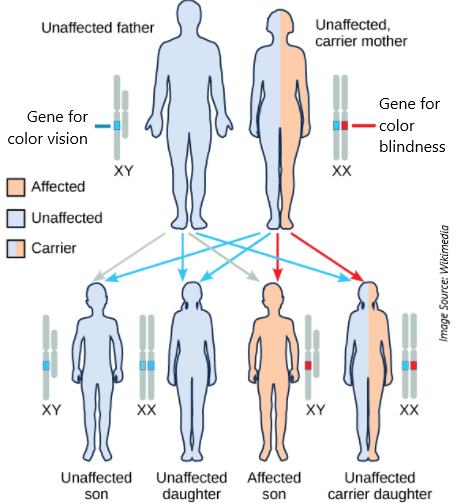 Unaffected father
Unaffected,
carrier mother
Gene for
color vision
XY
Gene for
color
blindness
XX
Affected
Unaffected
Carrier
Image Source: Wikimedia
XY
XX
XY
XX
Unaffected
son
Unaffected
daughter
Affected
son
Unaffected
carrier daughter